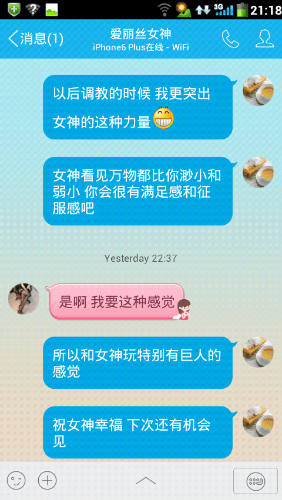 3G
21:18
消息(1)
爱丽丝女神
iPhone6 Plus在线 - WiFi
以后调教的时候 我更突出
女神的这种力量
女神看见万物都比你渺小和
弱小 你会很有满足感和征
服感吧
Yesterday 22:37
是啊 我要这种感觉
所以和女神玩特别有巨人的
感觉
祝女神幸福 下次还有机会
见